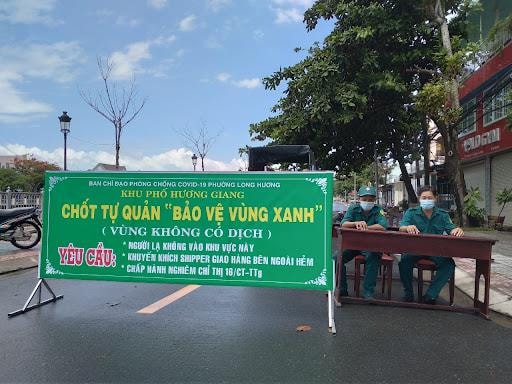 BAN CHỈ ĐẠO PHÒNG CHỐNG COVID-19 PHƯỜNG LONG HƯƠNG
KHU PHỐ HƯƠNG GIANG
CHỐT TỰ QUẢN "BẢO VỆ VÙNG XANH"
( VÙNG KHÔNG CÓ DỊCH )
YÊU CẦU:
* NGƯỜI LẠ KHÔNG VÀO KHU VỰC NÀY
* KHUYẾN KHÍCH SHIPPER GIAO HÀNG BÊN NGOÀI HẺM
* CHẤP HÀNH NGHIÊM CHỈ THỊ 16/CT-TTg